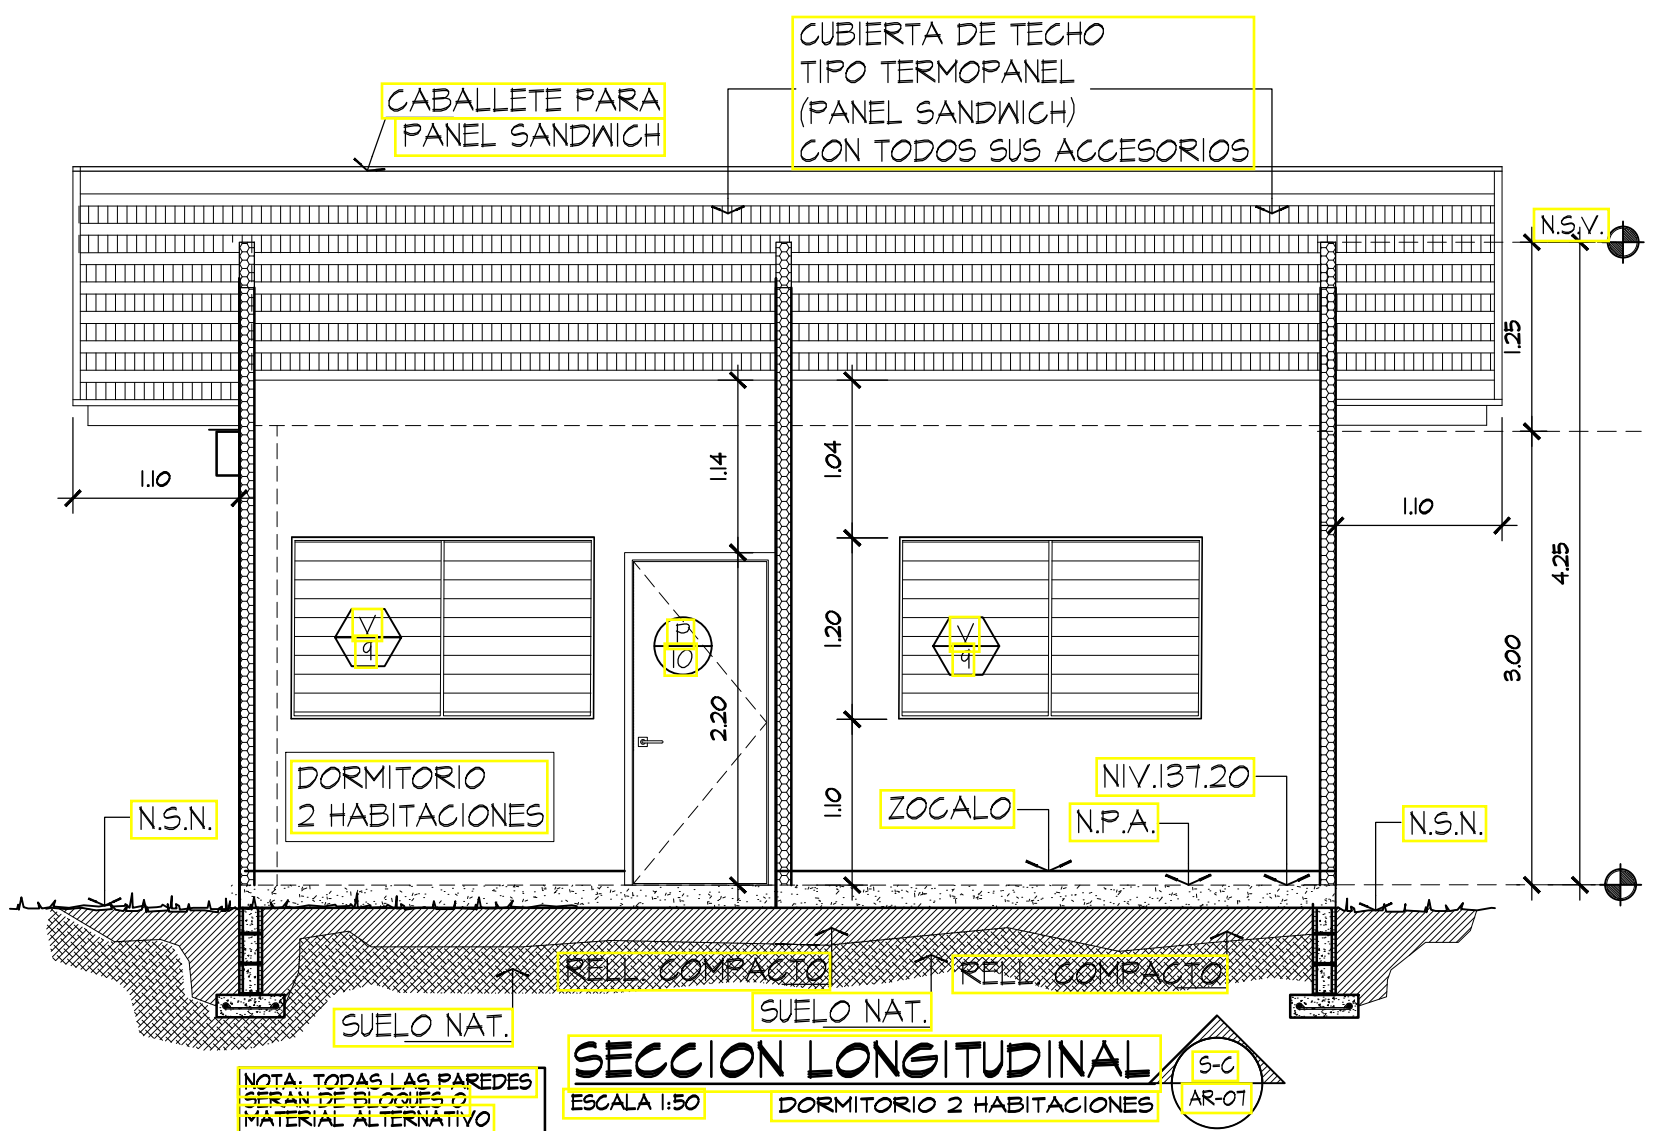 CUBIERTA DE TECHO
TIPO TERMOPANEL
(PANEL SANDWICH)
CON TODOS SUS ACCESORIOS
CABALLETE PARA
PANEL SANDWICH
N.S.V.
1.25
1.14
1.04
1.10
1.10
4.25
V
9
P
10
1.20
V
9
3.00
2.20
DORMITORIO
2 HABITACIONES
NIV.137.20
1.10
ZOCALO
N.P.A.
N.S.N.
N.S.N.
RELL. COMPACTO
RELL. COMPACTO
SUELO NAT.
SUELO NAT.
SECCION LONGITUDINAL
S-C
AR-07
ESCALA 1:50
DORMITORIO 2 HABITACIONES
NOTA: TODAS LAS PAREDES
SERAN DE BLOQUES O
MATERIAL ALTERNATIVO